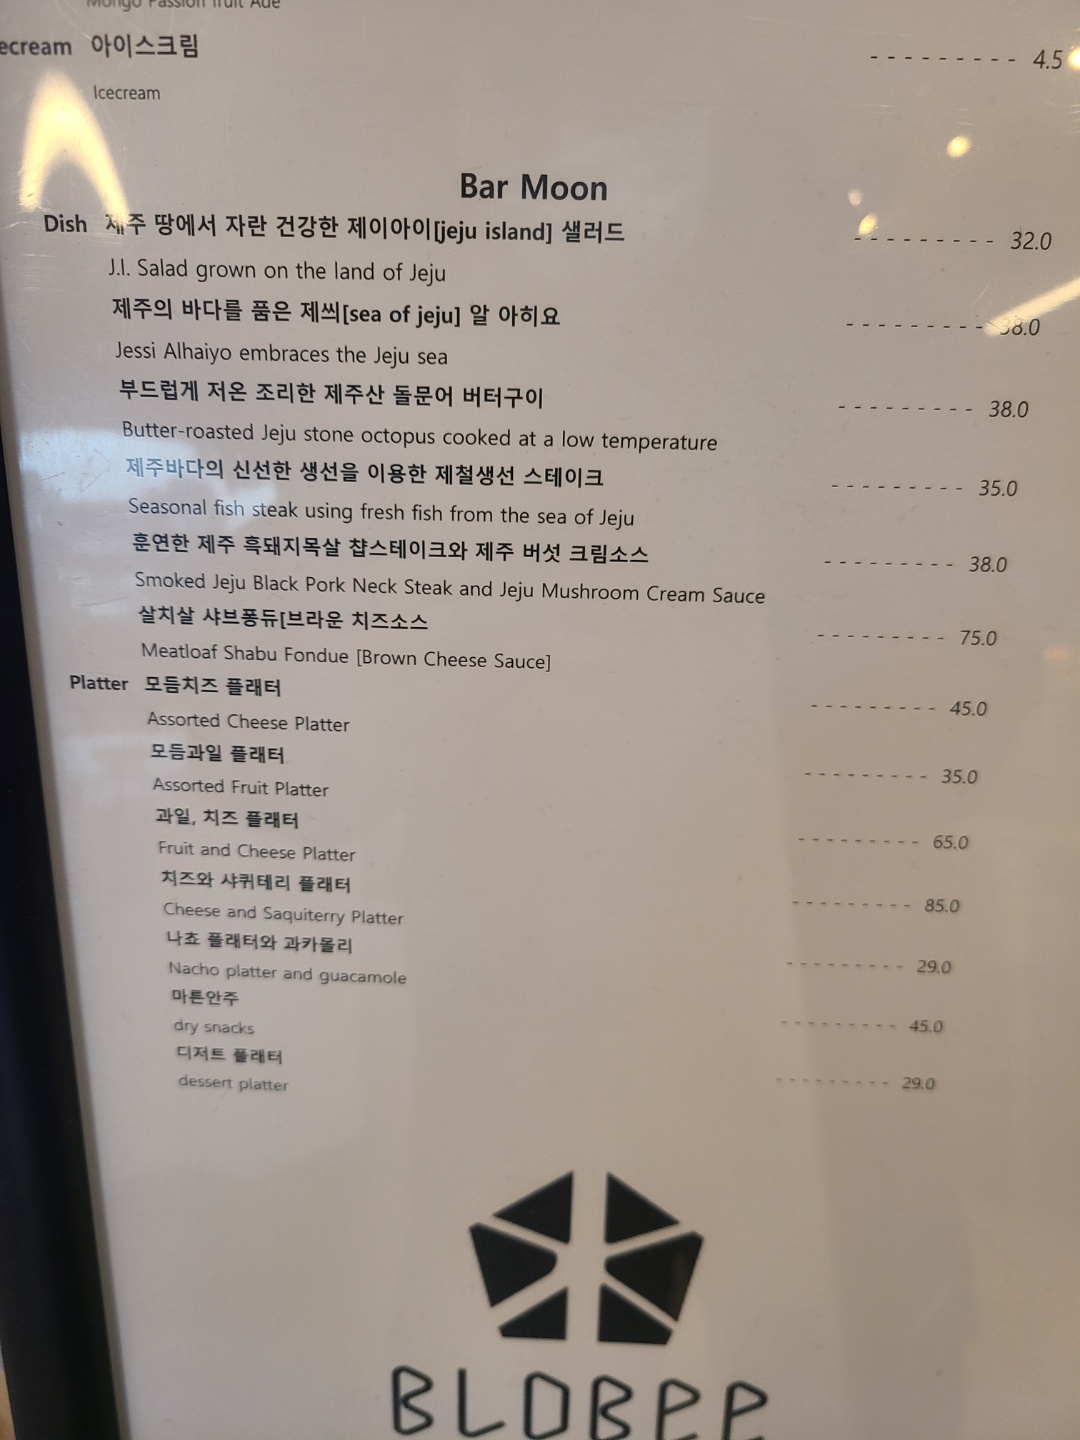 Mongo Passion fruit Ade
ecream 아이스크림 --------- 4.5
Icecream
Bar Moon
Dish 제주 땅에서 자란 건강한 제이아이[jeju island] 샐러드 --------- 32.0
J.I. Salad grown on the land of Jeju
제주의 바다를 품은 제씌[sea of jeju] 알 아히요 --------- 38.0
Jessi Alhaiyo embraces the Jeju sea
부드럽게 저온 조리한 제주산 돌문어 버터구이 --------- 38.0
Butter-roasted Jeju stone octopus cooked at a low temperature
제주바다의 신선한 생선을 이용한 제철생선 스테이크 --------- 35.0
Seasonal fish steak using fresh fish from the sea of Jeju
훈연한 제주 흑돼지목살 챱스테이크와 제주 버섯 크림소스 --------- 38.0
Smoked Jeju Black Pork Neck Steak and Jeju Mushroom Cream Sauce
살치살 샤브퐁듀[브라운 치즈소스 --------- 75.0
Meatloaf Shabu Fondue [Brown Cheese Sauce]
Platter 모듬치즈 플래터 --------- 45.0
Assorted Cheese Platter
모듬과일 플래터 --------- 35.0
Assorted Fruit Platter
과일, 치즈 플래터 --------- 65.0
Fruit and Cheese Platter
치즈와 샤퀴테리 플래터 --------- 85.0
Cheese and Saquiterry Platter
나쵸 플래터와 과카몰리 --------- 29.0
Nacho platter and guacamole
마른안주 --------- 45.0
dry snacks
디저트 플래터 --------- 29.0
dessert platter
BLOBEE